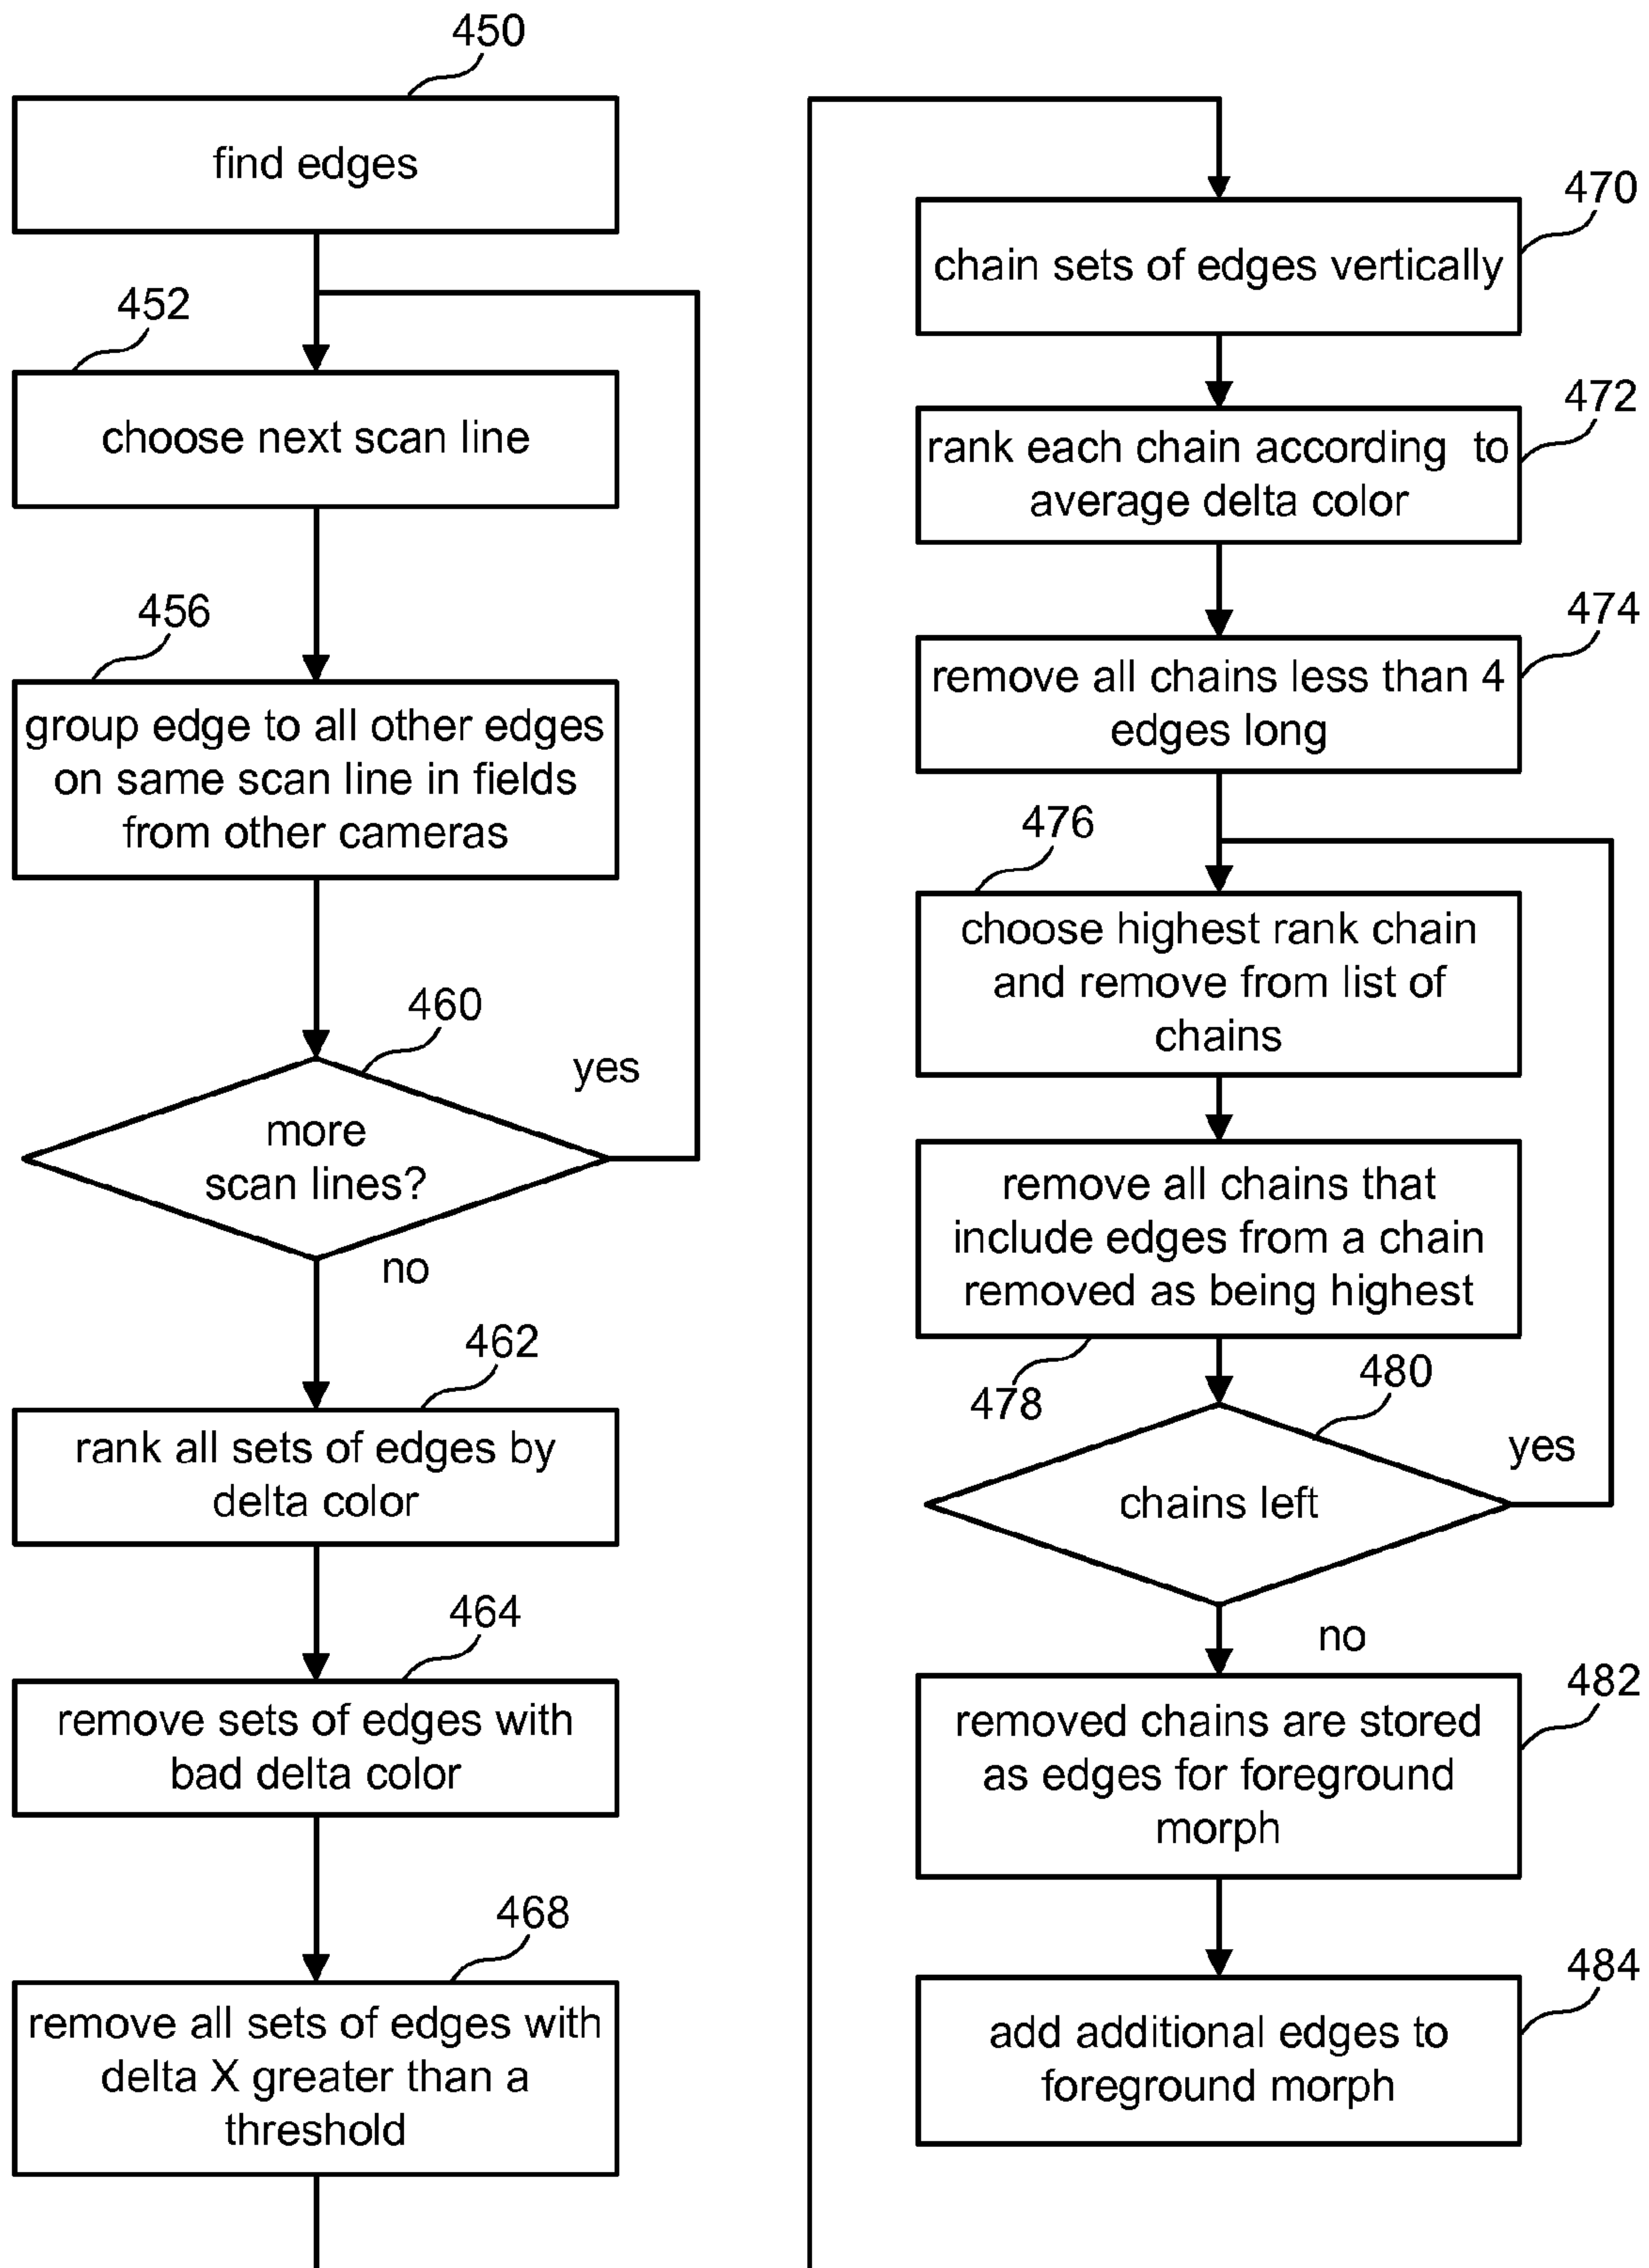 450
find edges
452
choose next scan line
456
group edge to all other edges
on same scan line in fields
from other cameras
460
yes
more
scan lines?
no
462
rank all sets of edges by
delta color
464
remove sets of edges with
bad delta color
468
remove all sets of edges with
delta X greater than a
threshold
470
chain sets of edges vertically
472
rank each chain according to
average delta color
474
remove all chains less than 4
edges long
476
choose highest rank chain
and remove from list of
chains
remove all chains that
include edges from a chain
removed as being highest
478
480
yes
chains left
no
482
removed chains are stored
as edges for foreground
morph
484
add additional edges to
foreground morph